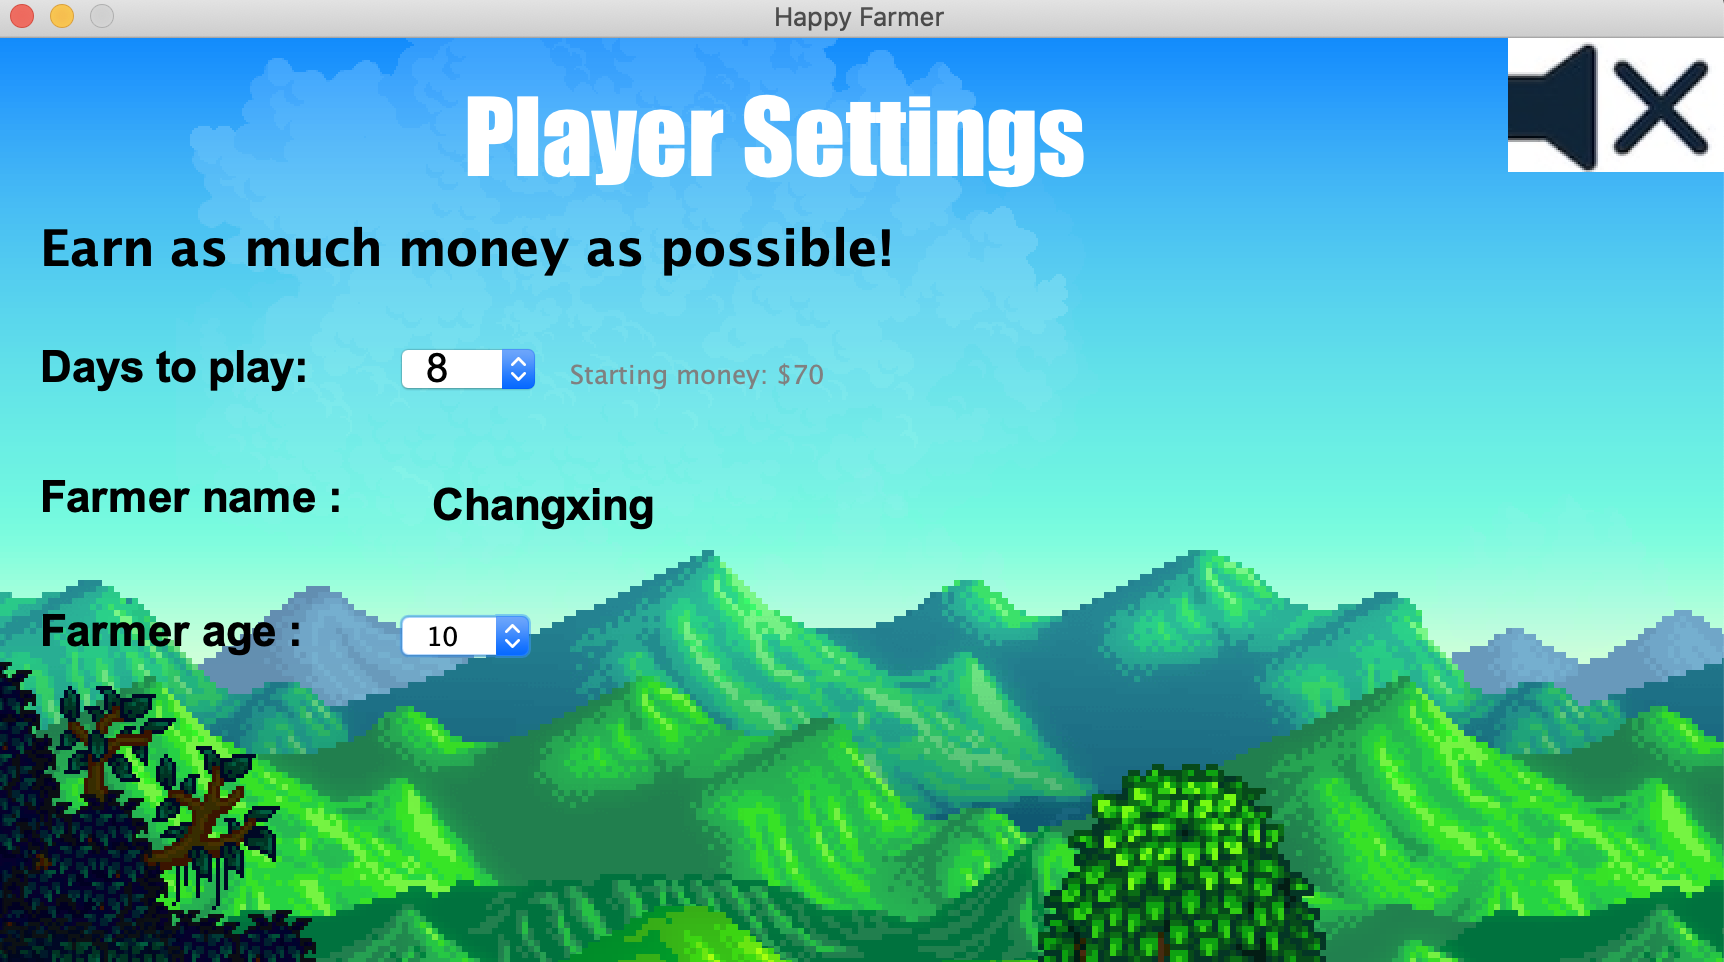 Happy Farmer
Player Settings
Earn as much money as possible!
Days to play: 8 Starting money: $70
Farmer name : Changxing
Farmer age : 10